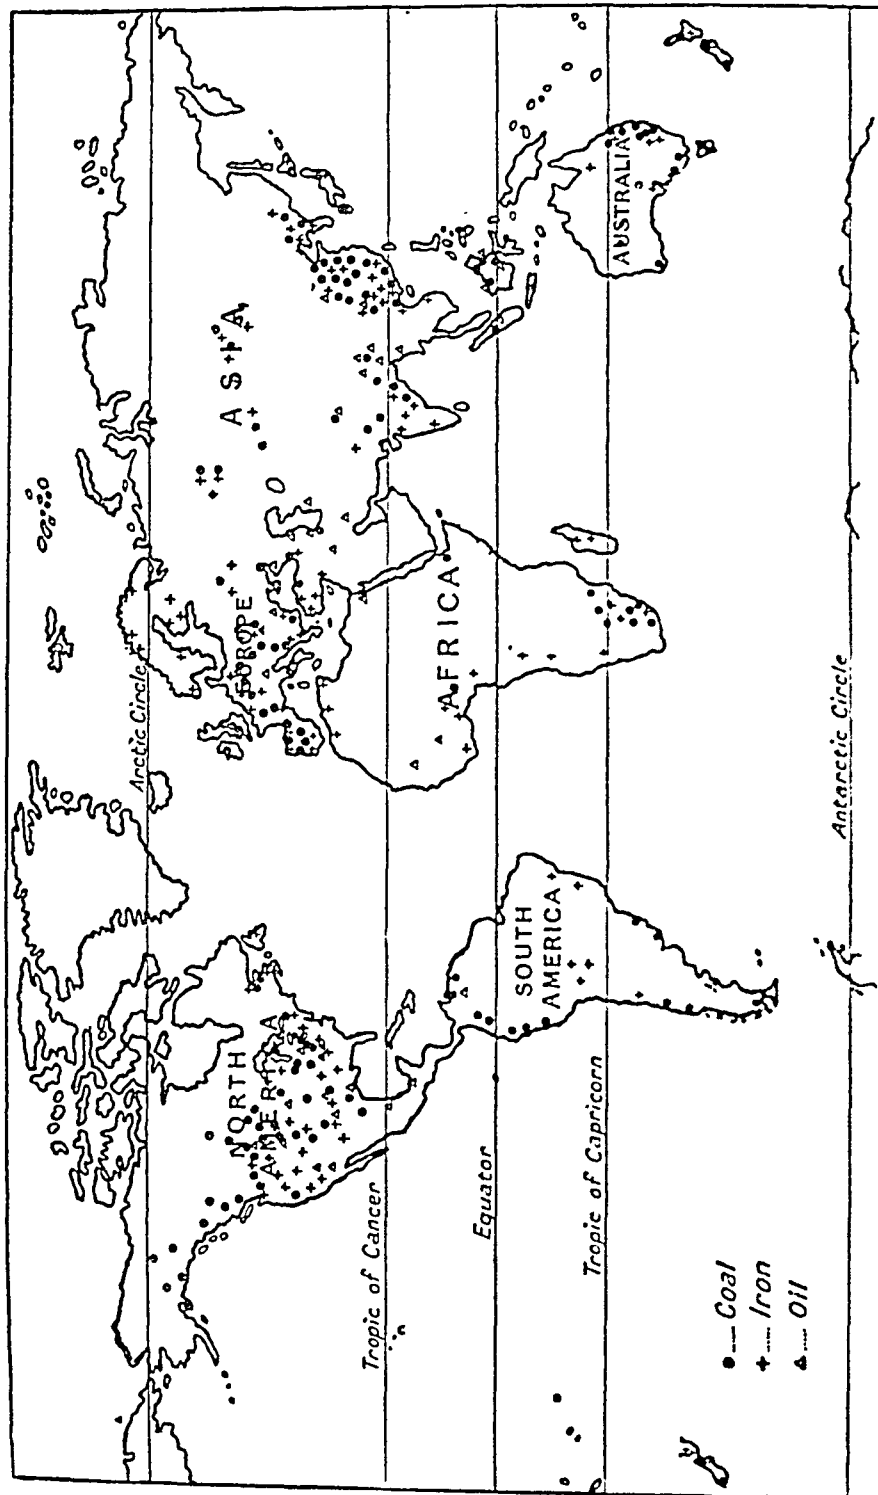 Arctic Circle
NORTH
AMERICA
EUROPE
ASIA
Tropic of Cancer
AFRICA
Equator
SOUTH
AMERICA
AUSTRALIA
Tropic of Capricorn
Coal
Iron
Oil
Antarctic Circle